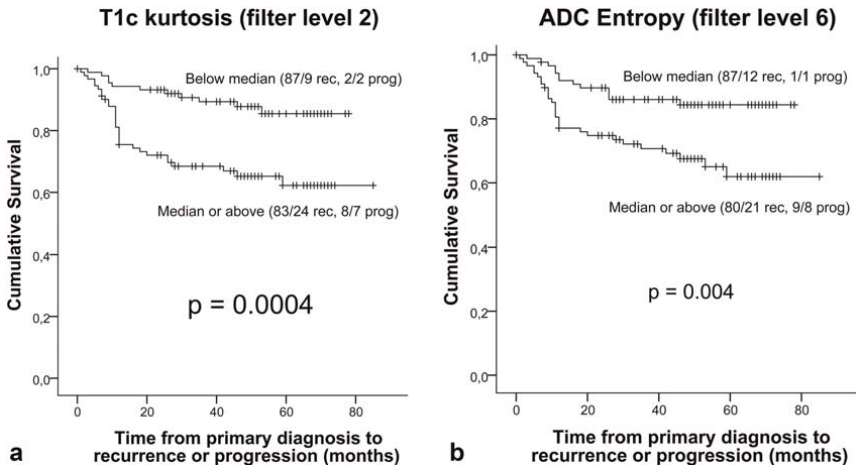 T1c kurtosis (filter level 2)
Cumulative Survival
1,0
0,8
0,6
0,4
0,2
0,0
Below median (87/9 rec, 2/2 prog)
Median or above (83/24 rec, 8/7 prog)
p = 0.0004
0 20 40 60 80
Time from primary diagnosis to
recurrence or progression (months)
a
ADC Entropy (filter level 6)
Cumulative Survival
1,0
0,8
0,6
0,4
0,2
0,0
Below median (87/12 rec, 1/1 prog)
Median or above (80/21 rec, 9/8 prog)
p = 0.004
0 20 40 60 80
Time from primary diagnosis to
recurrence or progression (months)
b